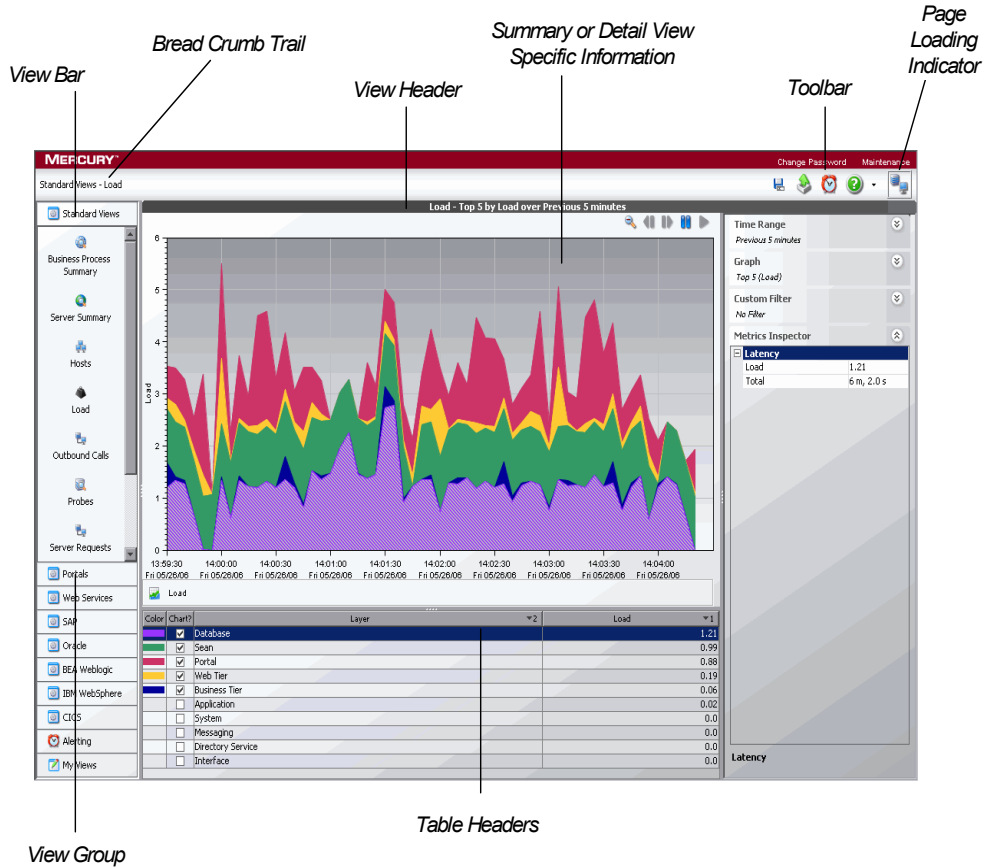 Page
Loading
Indicator
Summary or Detail View
Specific Information
Bread Crumb Trail
View Bar
View Header
Toolbar
MERCURY™
Change Password Maintenance
Standard Views - Load
Standard Views
Business Process
Summary
Server Summary
Hosts
Load
Outbound Calls
Probes
Server Requests
Portals
Web Services
SAP
Oracle
BEA Weblogic
IBM WebSphere
CICS
Alerting
My Views
Load - Top 5 by Load over Previous 5 minutes
Load
6
5
4
3
2
1
0
13:59:30 14:00:00 14:00:30 14:01:00 14:01:30 14:02:00 14:02:30 14:03:00 14:03:30 14:04:00
Fri 05/26/06 Fri 05/26/06 Fri 05/26/06 Fri 05/26/06 Fri 05/26/06 Fri 05/26/06 Fri 05/26/06 Fri 05/26/06 Fri 05/26/06 Fri 05/26/06
Load
Color Chart? Layer 2 Load 1
Database 1.21
Sean 0.99
Portal 0.88
Web Tier 0.19
Business Tier 0.06
Application 0.02
System 0.0
Messaging 0.0
Directory Service 0.0
Interface 0.0
Time Range
Previous 5 minutes
Graph
Top 5 (Load)
Custom Filter
No Filter
Metrics Inspector
Latency
Load 1.21
Total 6 m, 2.0 s
Latency
Table Headers
View Group